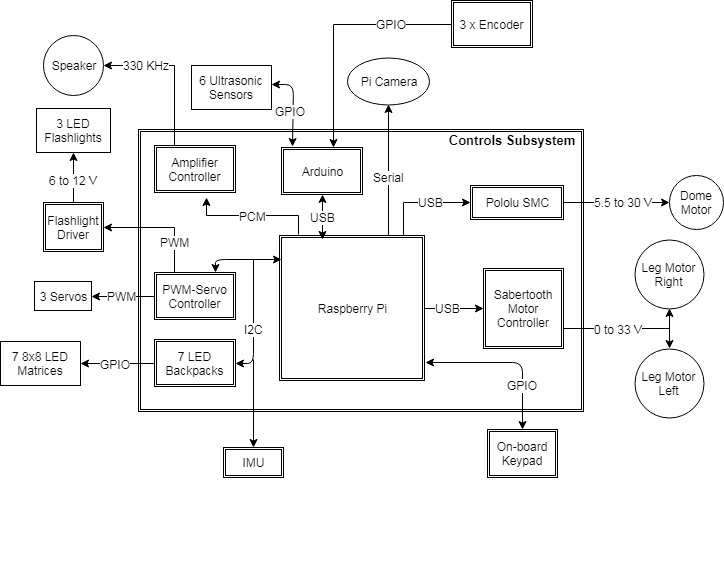 GPIO
3 x Encoder
Speaker
330 KHz
6 Ultrasonic
Sensors
Pi Camera
GPIO
3 LED
Flashlights
Controls Subsystem
Amplifier
Controller
Arduino
Serial
6 to 12 V
Flashlight
Driver
PCM
USB
USB
Pololu SMC
5.5 to 30 V
Dome
Motor
PWM
Leg Motor
Right
3 Servos
PWM
PWM-Servo
Controller
Raspberry Pi
USB
Sabertooth
Motor
Controller
I2C
0 to 33 V
7 8x8 LED
Matrices
GPIO
7 LED
Backpacks
GPIO
Leg Motor
Left
IMU
On-board
Keypad